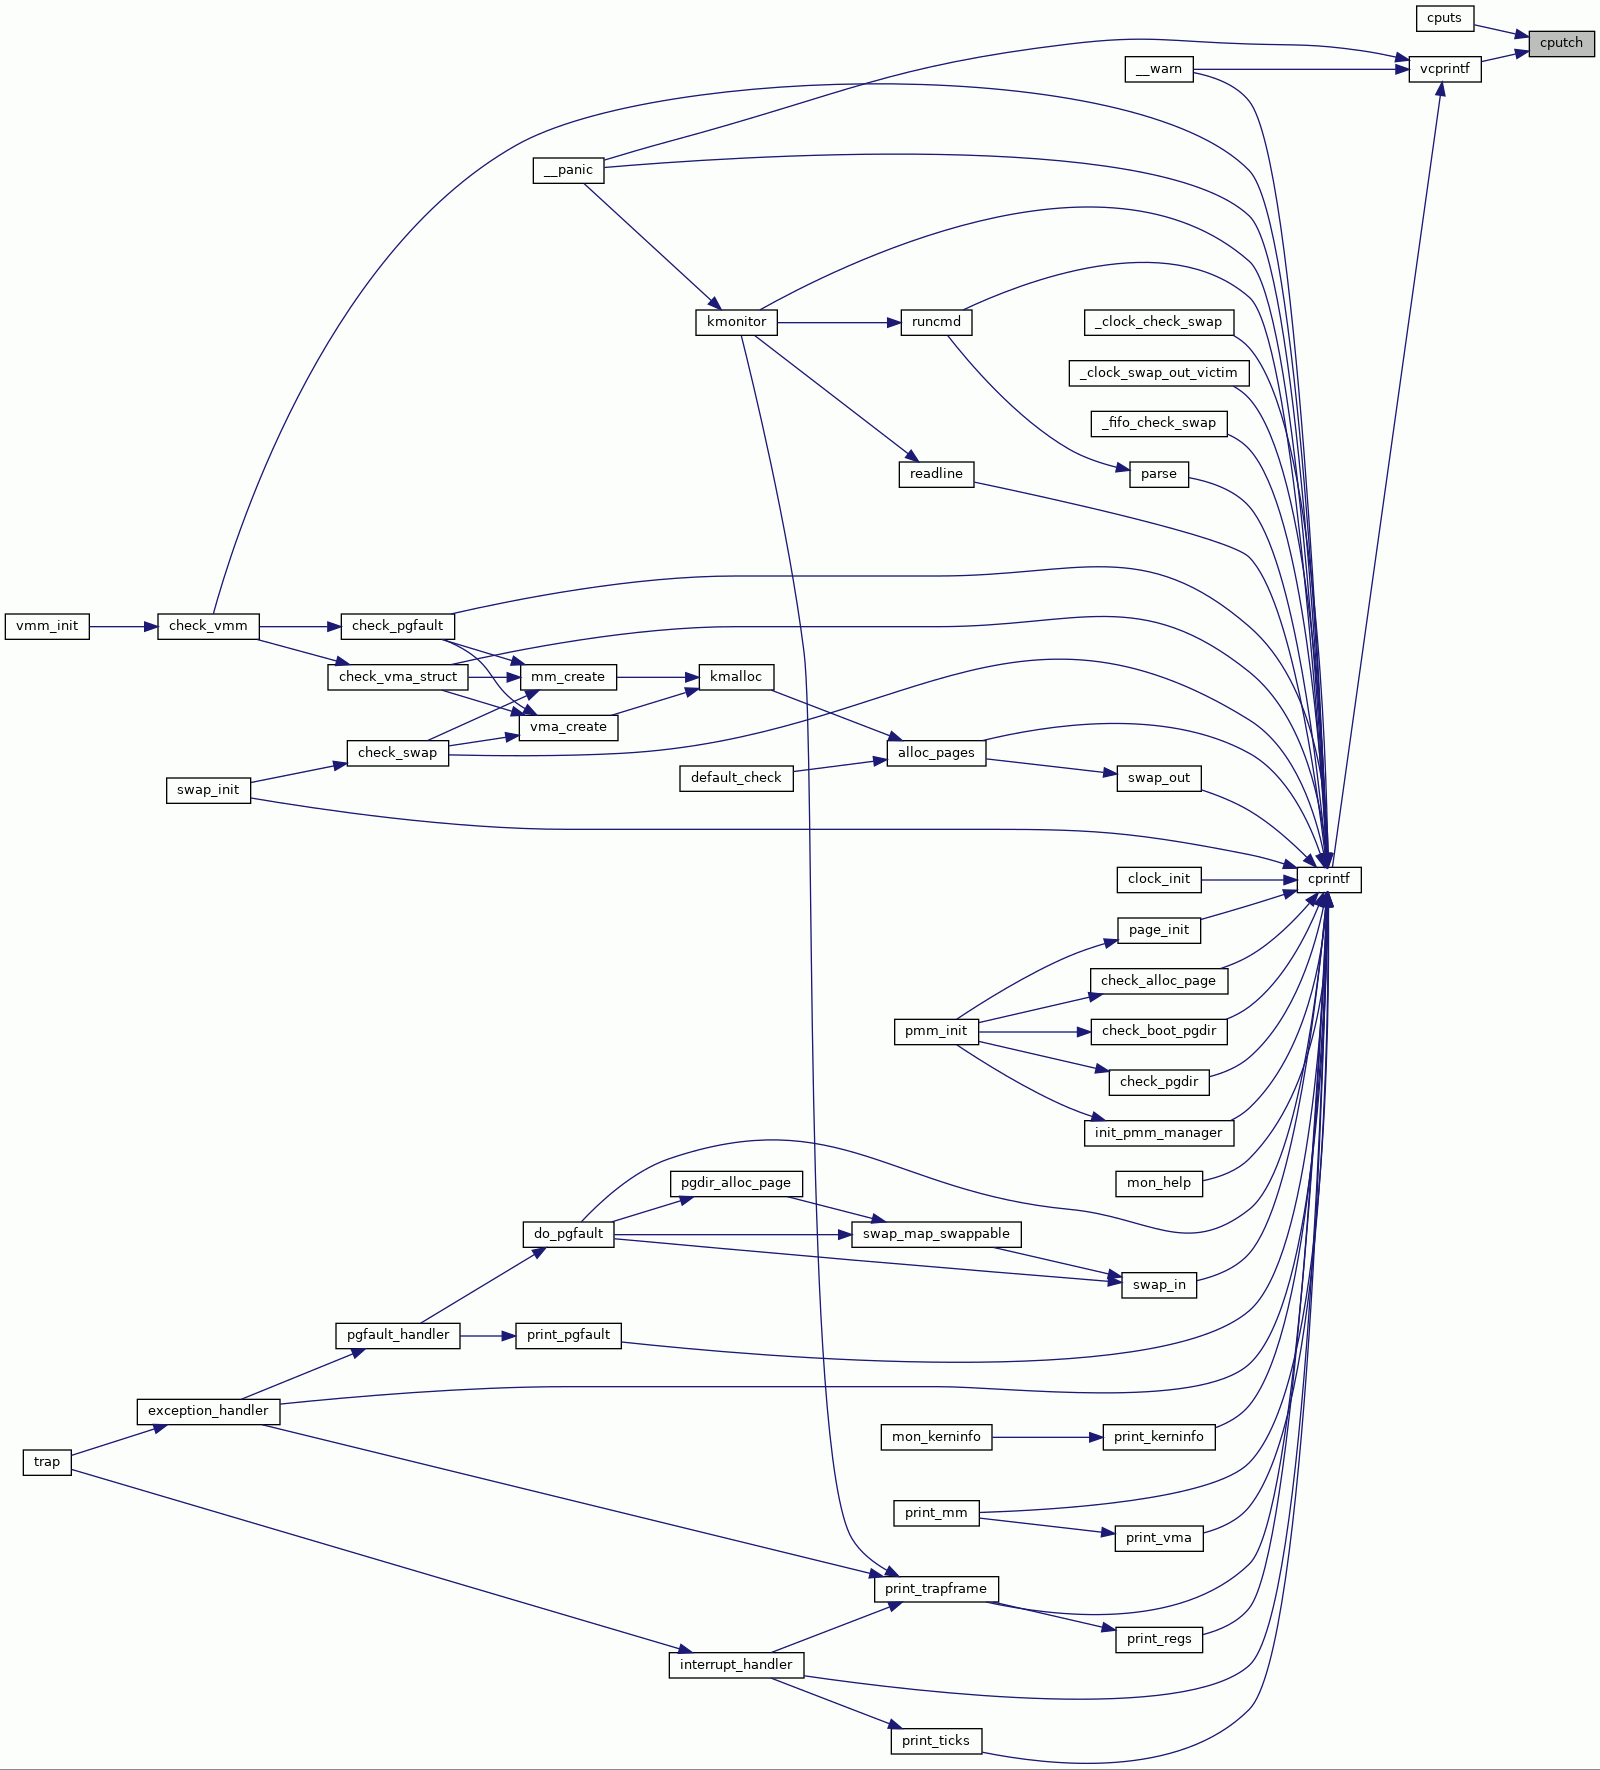 cputs
cputch
__warn
vcprintf
__panic
kmonitor
runcmd
_clock_check_swap
_clock_swap_out_victim
_fifo_check_swap
readline
parse
vmm_init
check_vmm
check_pgfault
check_vma_struct
mm_create
kmalloc
vma_create
check_swap
alloc_pages
default_check
swap_out
swap_init
clock_init
cprintf
page_init
check_alloc_page
pmm_init
check_boot_pgdir
check_pgdir
init_pmm_manager
pgdir_alloc_page
mon_help
do_pgfault
swap_map_swappable
swap_in
pgfault_handler
print_pgfault
exception_handler
mon_kerninfo
print_kerninfo
trap
print_mm
print_vma
print_trapframe
print_regs
interrupt_handler
print_ticks